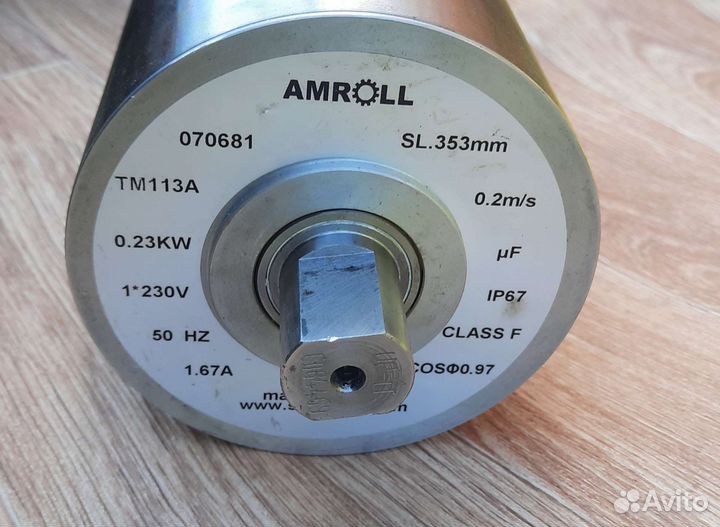 AMROLL
070681 SL.353mm
TM113A 0.2m/s
0.23KW µF
1*230V IP67
50 HZ CLASS F
1.67A COSΦ0.97
Avito